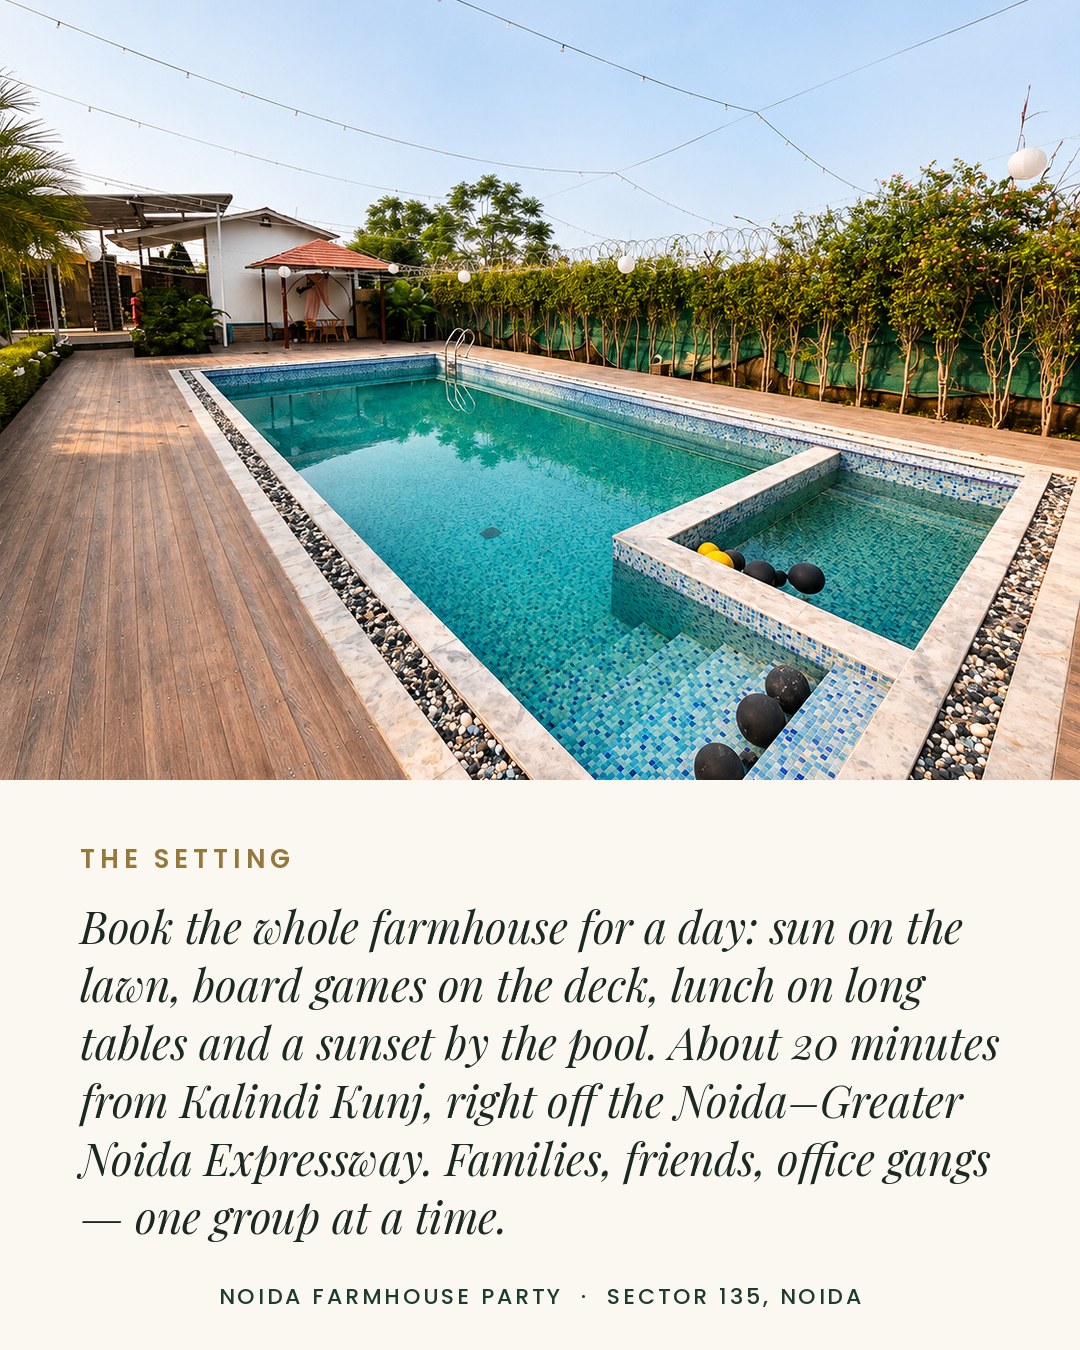 THE SETTING
Book the whole farmhouse for a day: sun on the
lawn, board games on the deck, lunch on long
tables and a sunset by the pool. About 20 minutes
from Kalindi Kunj, right off the Noida–Greater
Noida Expressway. Families, friends, office gangs
— one group at a time.
NOIDA FARMHOUSE PARTY · SECTOR 135, NOIDA